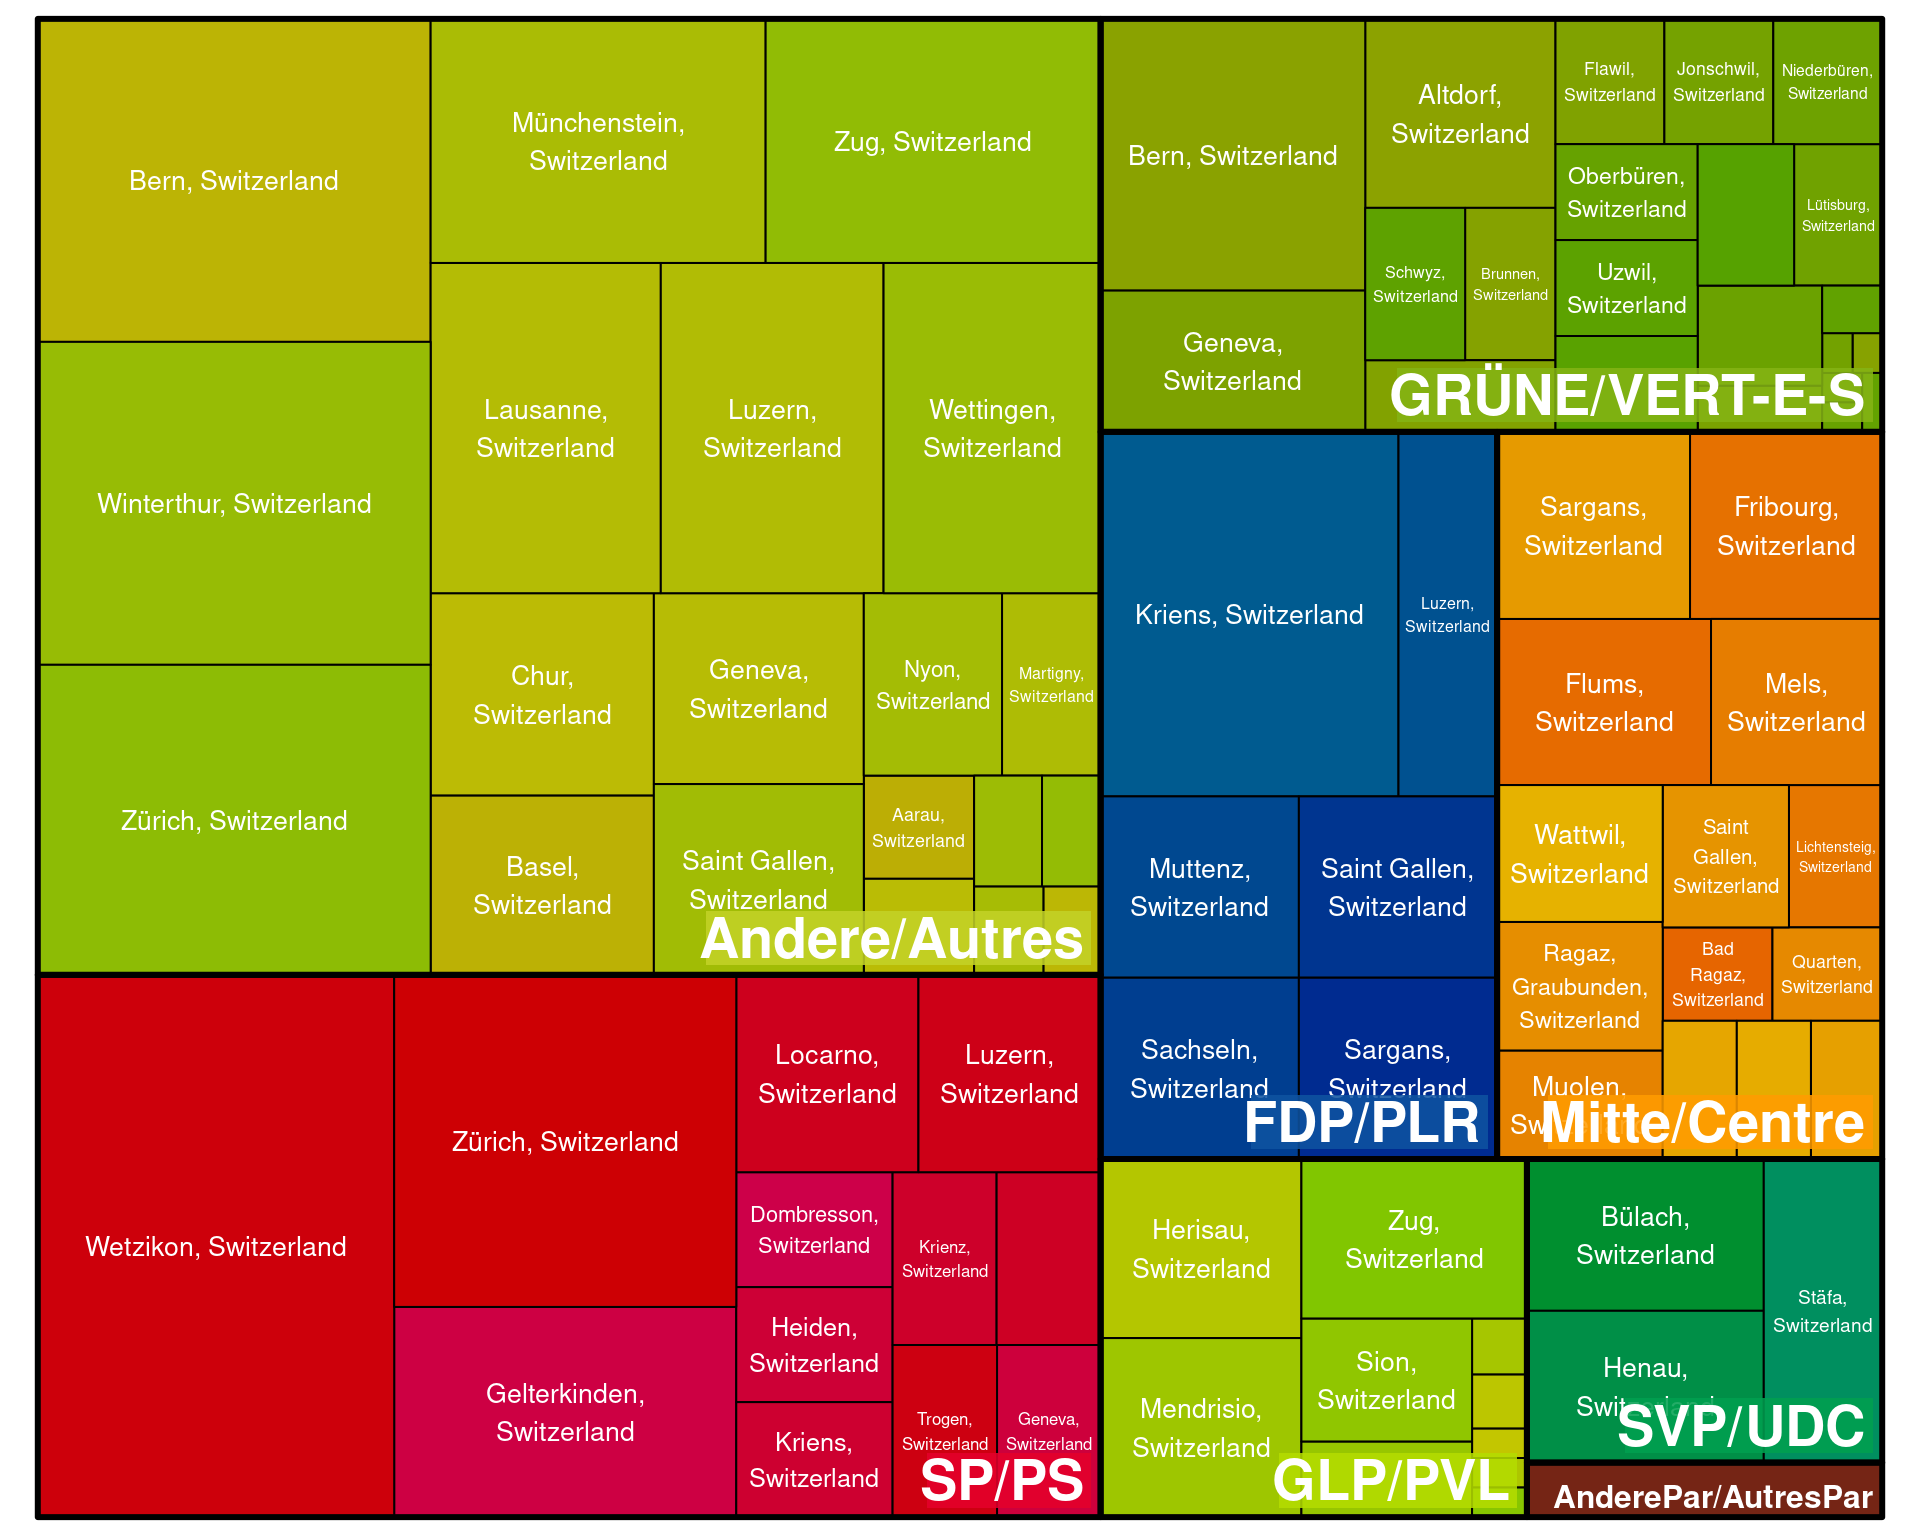 Bern, Switzerland
Winterthur, Switzerland
Zürich, Switzerland
Münchenstein,
Switzerland
Zug, Switzerland
Lausanne,
Switzerland
Luzern,
Switzerland
Wettingen,
Switzerland
Chur,
Switzerland
Basel,
Switzerland
Geneva,
Switzerland
Saint Gallen,
Switzerland
Nyon,
Switzerland
Martigny,
Switzerland
Aarau,
Switzerland
Andere/Autres
Wetzikon, Switzerland
Zürich, Switzerland
Gelterkinden,
Switzerland
Locarno,
Switzerland
Luzern,
Switzerland
Dombresson,
Switzerland
Heiden,
Switzerland
Kriens,
Switzerland
Krienz,
Switzerland
Trogen,
Switzerland
Geneva,
Switzerland
SP/PS
Bern, Switzerland
Geneva,
Switzerland
Altdorf,
Switzerland
Schwyz,
Switzerland
Brunnen,
Switzerland
Flawil,
Switzerland
Jonschwil,
Switzerland
Niederbüren,
Switzerland
Oberbüren,
Switzerland
Uzwil,
Switzerland
Lütisburg,
Switzerland
GRÜNE/VERT-E-S
Kriens, Switzerland
Luzern,
Switzerland
Muttenz,
Switzerland
Saint Gallen,
Switzerland
Sachseln,
Switzerland
Sargans,
Switzerland
FDP/PLR
Sargans,
Switzerland
Fribourg,
Switzerland
Flums,
Switzerland
Mels,
Switzerland
Wattwil,
Switzerland
Saint
Gallen,
Switzerland
Lichtensteig,
Switzerland
Ragaz,
Graubunden,
Switzerland
Bad
Ragaz,
Switzerland
Quarten,
Switzerland
Muolen,
Mitte/Centre
Herisau,
Switzerland
Mendrisio,
Switzerland
Zug,
Switzerland
Sion,
Switzerland
GLP/PVL
Bülach,
Switzerland
Henau,
Switzerland
Stäfa,
Switzerland
SVP/UDC
AnderePar/AutresPar